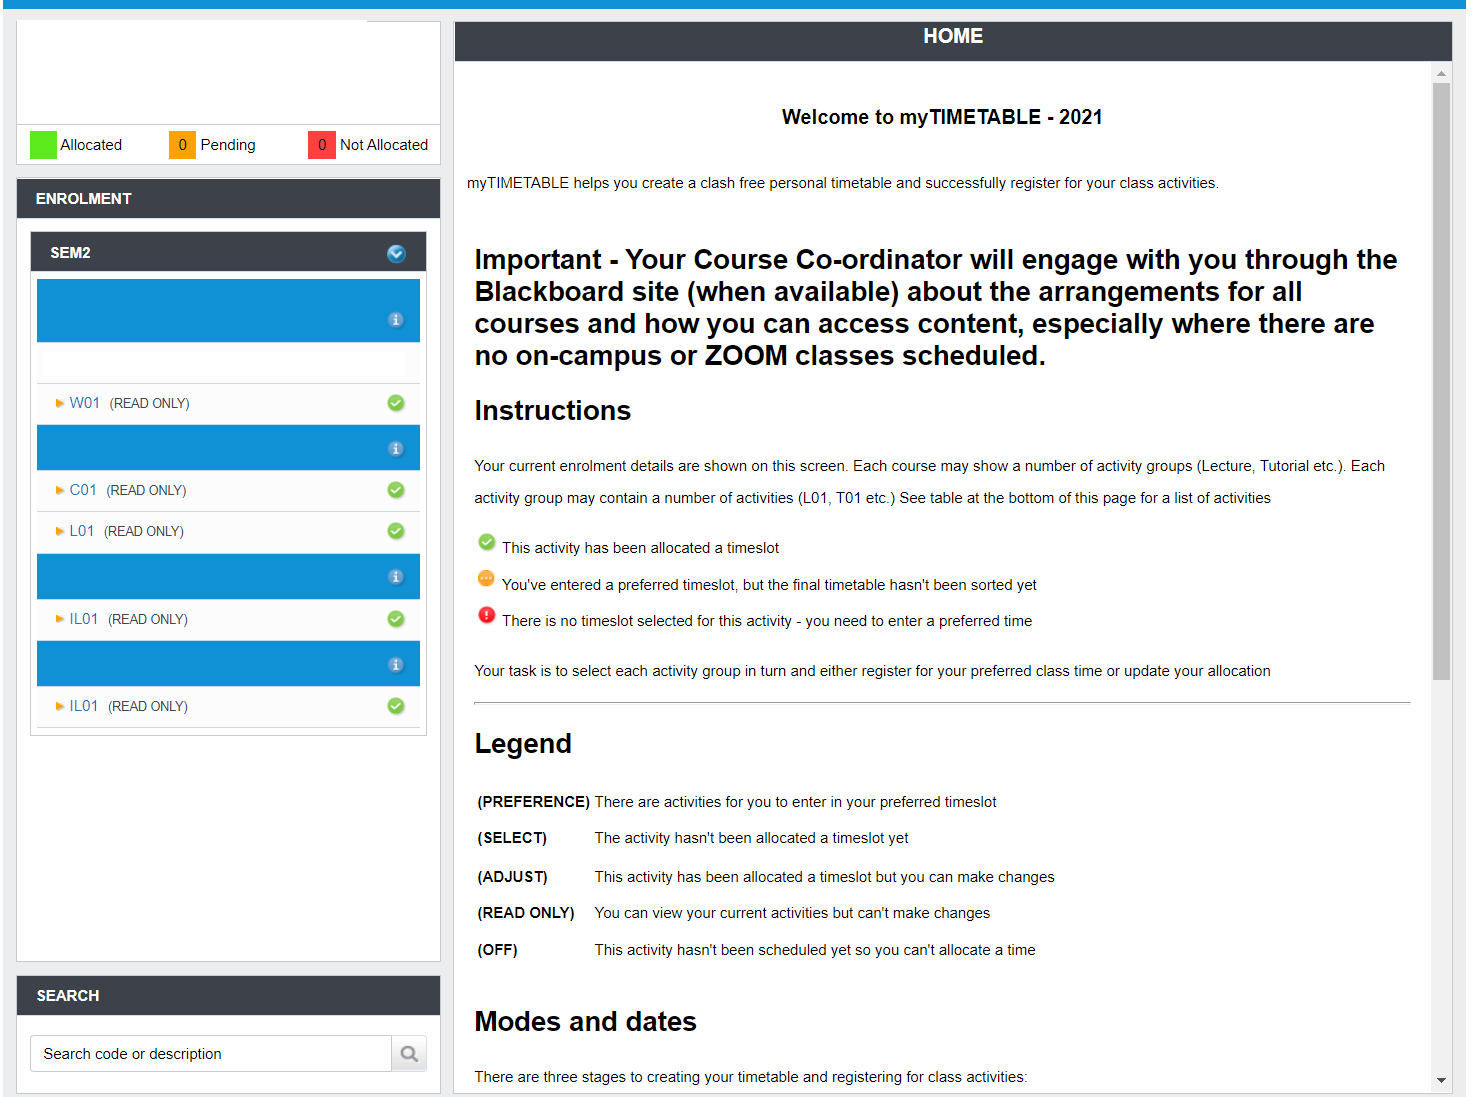 HOME
Allocated
0 Pending
0 Not Allocated
ENROLMENT
SEM2
W01 (READ ONLY)
C01 (READ ONLY)
L01 (READ ONLY)
IL01 (READ ONLY)
IL01 (READ ONLY)
SEARCH
Search code or description
Welcome to myTIMETABLE - 2021
myTIMETABLE helps you create a clash free personal timetable and successfully register for your class activities.
Important - Your Course Co-ordinator will engage with you through the
Blackboard site (when available) about the arrangements for all
courses and how you can access content, especially where there are
no on-campus or ZOOM classes scheduled.
Instructions
Your current enrolment details are shown on this screen. Each course may show a number of activity groups (Lecture, Tutorial etc.). Each
activity group may contain a number of activities (L01, T01 etc.) See table at the bottom of this page for a list of activities
This activity has been allocated a timeslot
You've entered a preferred timeslot, but the final timetable hasn't been sorted yet
There is no timeslot selected for this activity - you need to enter a preferred time
Your task is to select each activity group in turn and either register for your preferred class time or update your allocation
Legend
(PREFERENCE) There are activities for you to enter in your preferred timeslot
(SELECT) The activity hasn't been allocated a timeslot yet
(ADJUST) This activity has been allocated a timeslot but you can make changes
(READ ONLY) You can view your current activities but can't make changes
(OFF) This activity hasn't been scheduled yet so you can't allocate a time
Modes and dates
There are three stages to creating your timetable and registering for class activities: